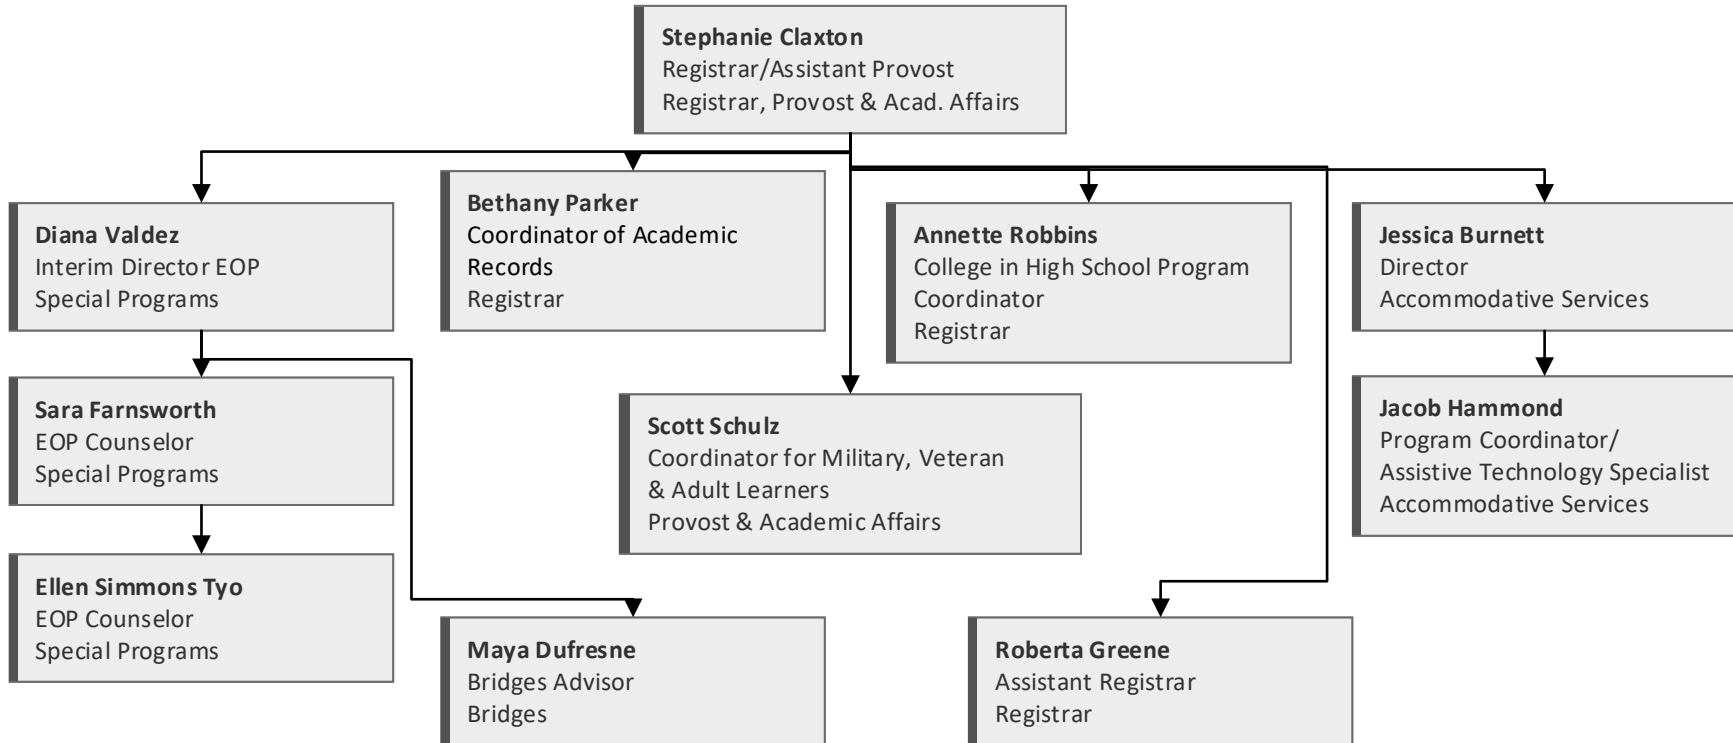 Stephanie Claxton
Registrar/Assistant Provost
Registrar, Provost & Acad. Affairs
Diana Valdez
Interim Director EOP
Special Programs
Bethany Parker
Coordinator of Academic
Records
Registrar
Annette Robbins
College in High School Program
Coordinator
Registrar
Jessica Burnett
Director
Accommodative Services
Sara Farnsworth
EOP Counselor
Special Programs
Scott Schulz
Coordinator for Military, Veteran
& Adult Learners
Provost & Academic Affairs
Jacob Hammond
Program Coordinator/
Assistive Technology Specialist
Accommodative Services
Ellen Simmons Tyo
EOP Counselor
Special Programs
Maya Dufresne
Bridges Advisor
Bridges
Roberta Greene
Assistant Registrar
Registrar